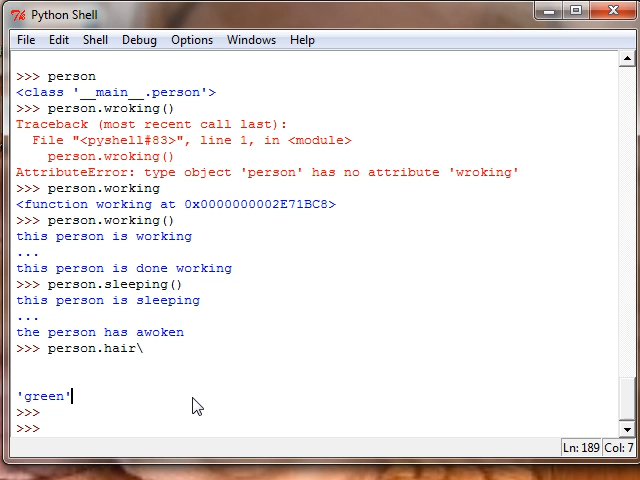 Python Shell
File Edit Shell Debug Options Windows Help
>>> person
<class '__main__.person'>
>>> person.wroking()
Traceback (most recent call last):
  File "<pyshell#83>", line 1, in <module>
    person.wroking()
AttributeError: type object 'person' has no attribute 'wroking'
>>> person.working
<function working at 0x0000000002E71BC8>
>>> person.working()
this person is working
...
this person is done working
>>> person.sleeping()
this person is sleeping
...
the person has awoken
>>> person.hair\
'green'
>>>
>>>
Ln: 189 Col: 7